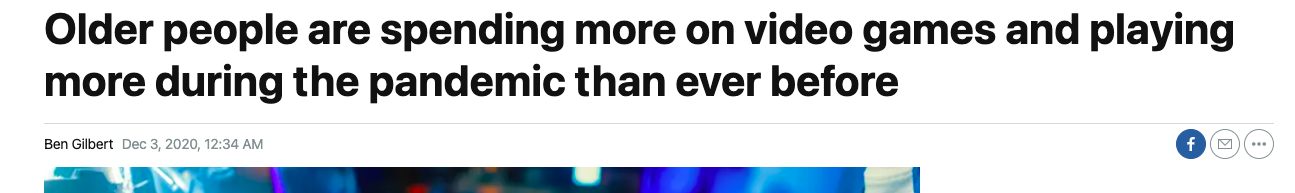 Older people are spending more on video games and playing
more during the pandemic than ever before
Ben Gilbert Dec 3, 2020, 12:34 AM